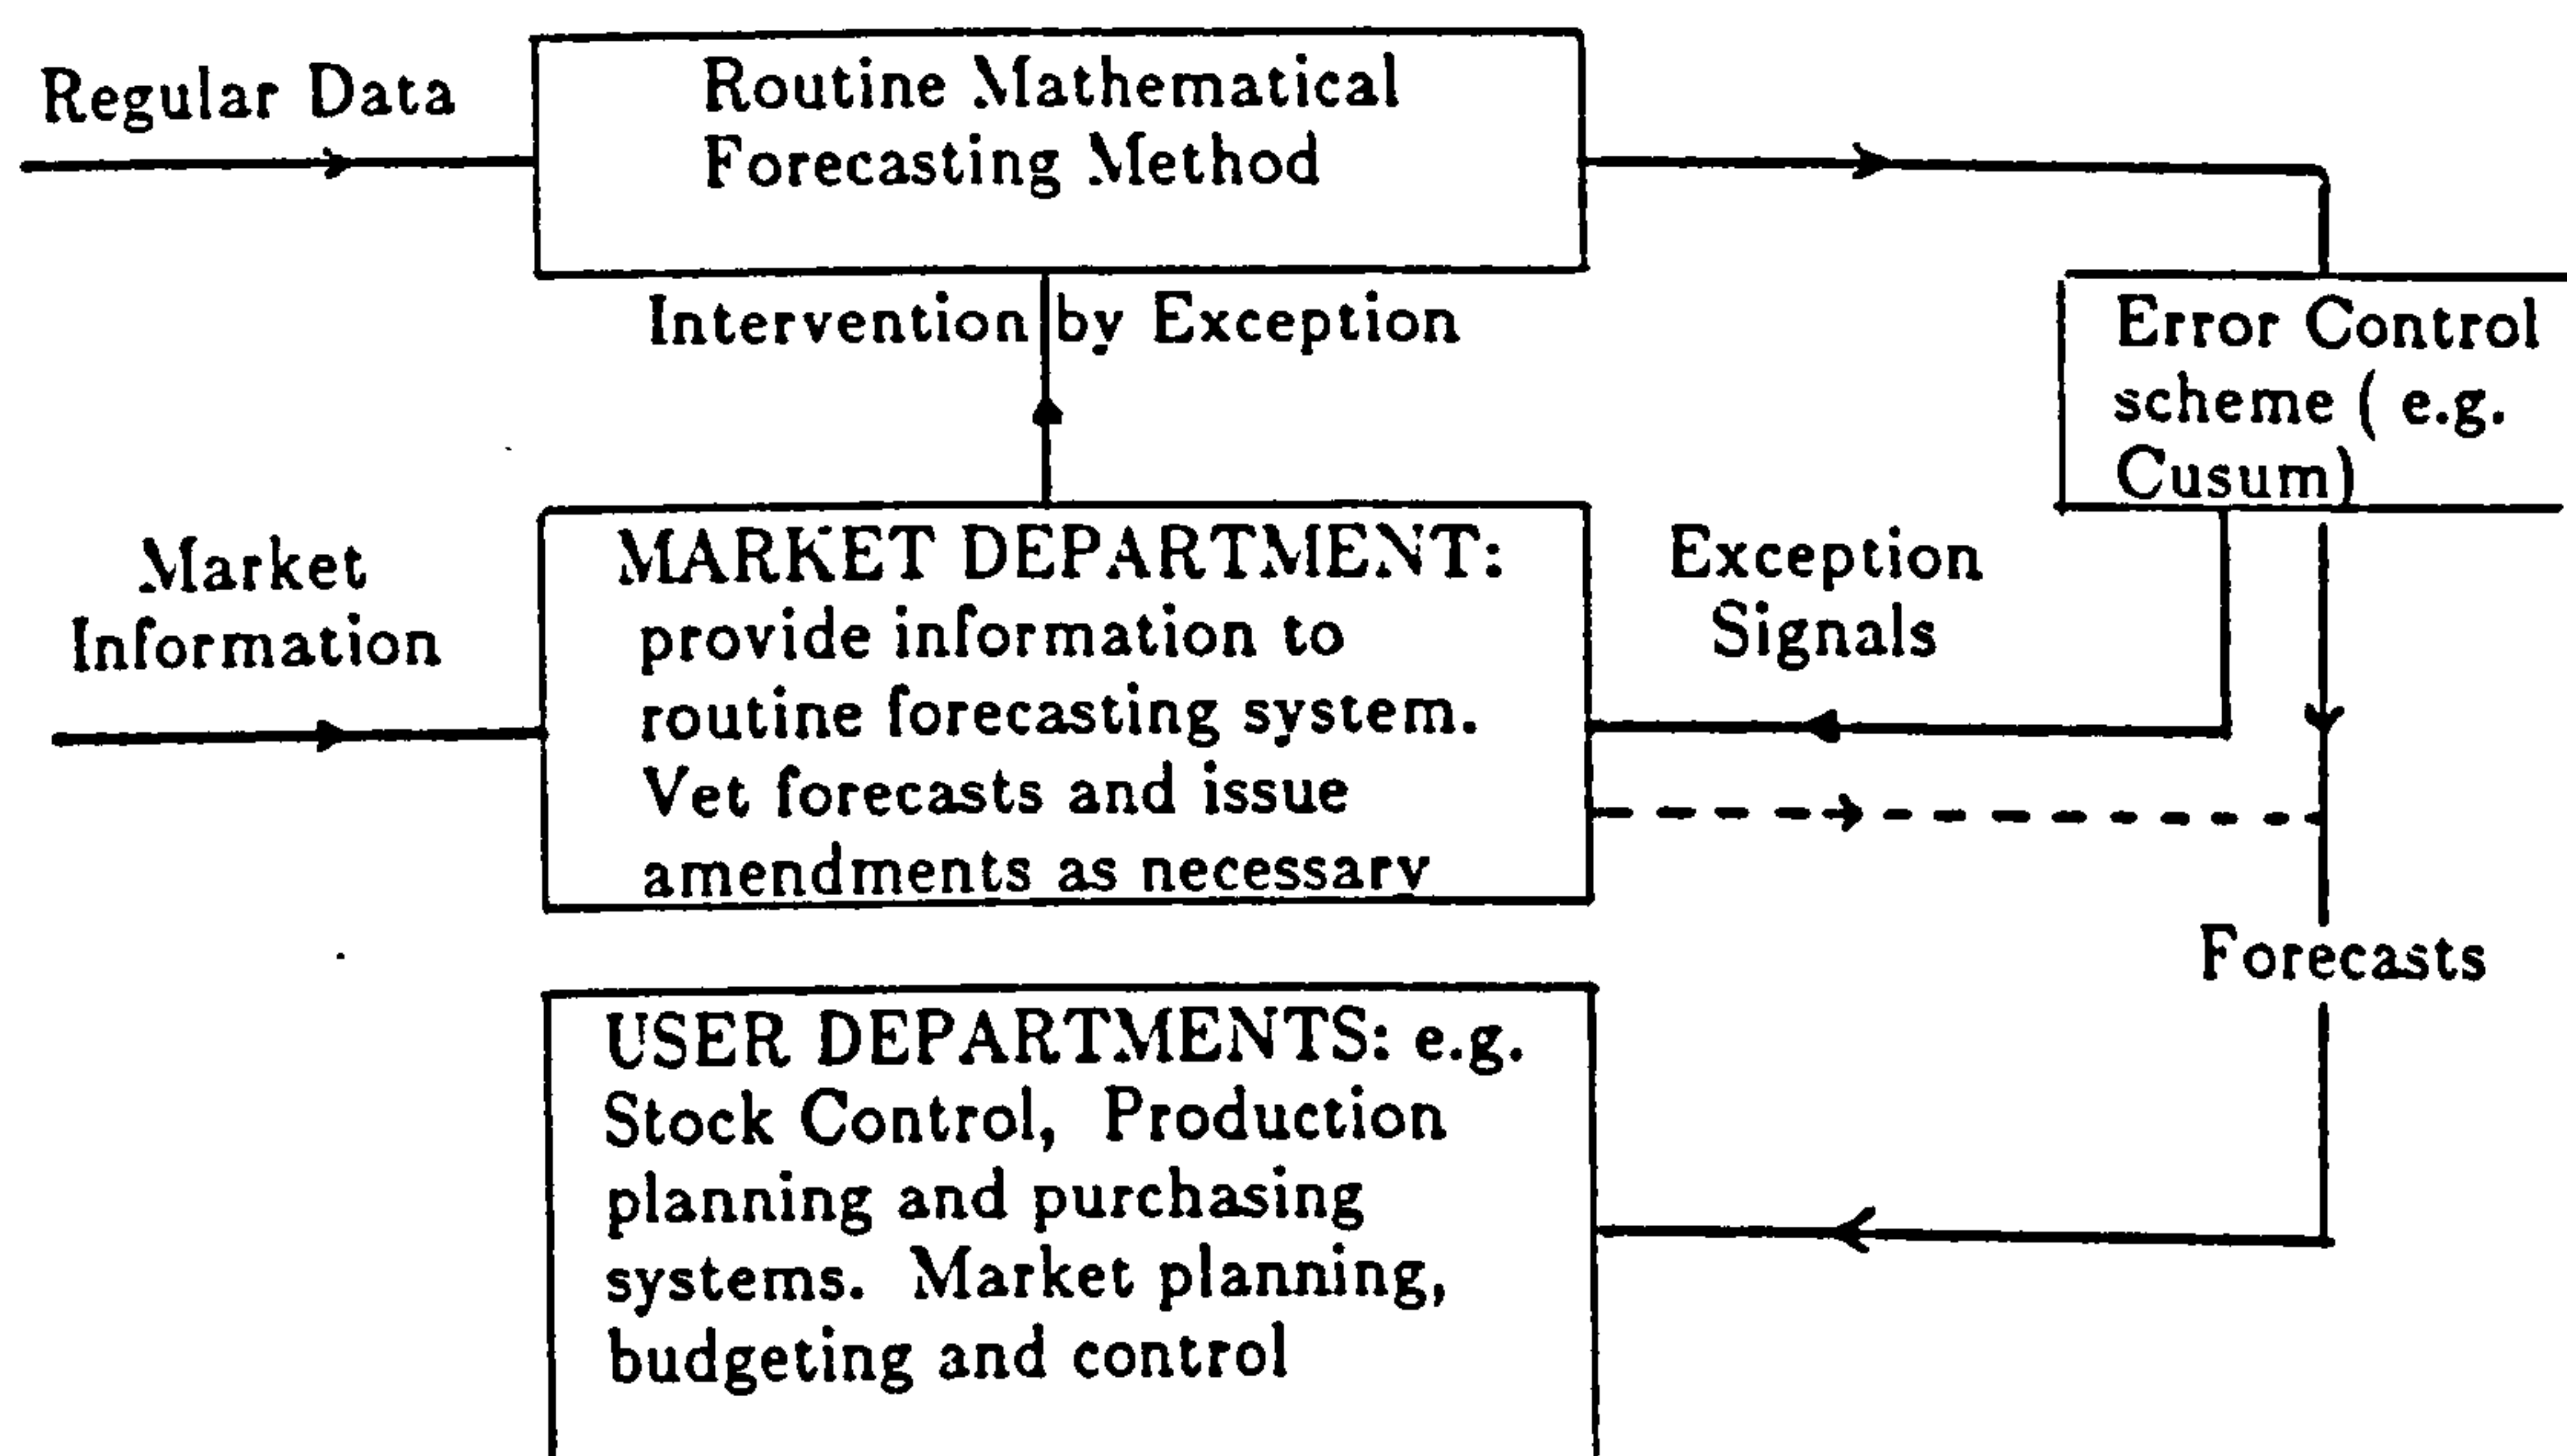 Regular Data
Routine Mathematical
Forecasting Method
Intervention by Exception
Error Control
scheme ( e.g.
Cusum)
Market
Information
MARKET DEPARTMENT:
provide information to
routine forecasting system.
Vet forecasts and issue
amendments as necessary
Exception
Signals
Forecasts
USER DEPARTMENTS: e.g.
Stock Control, Production
planning and purchasing
systems. Market planning,
budgeting and control